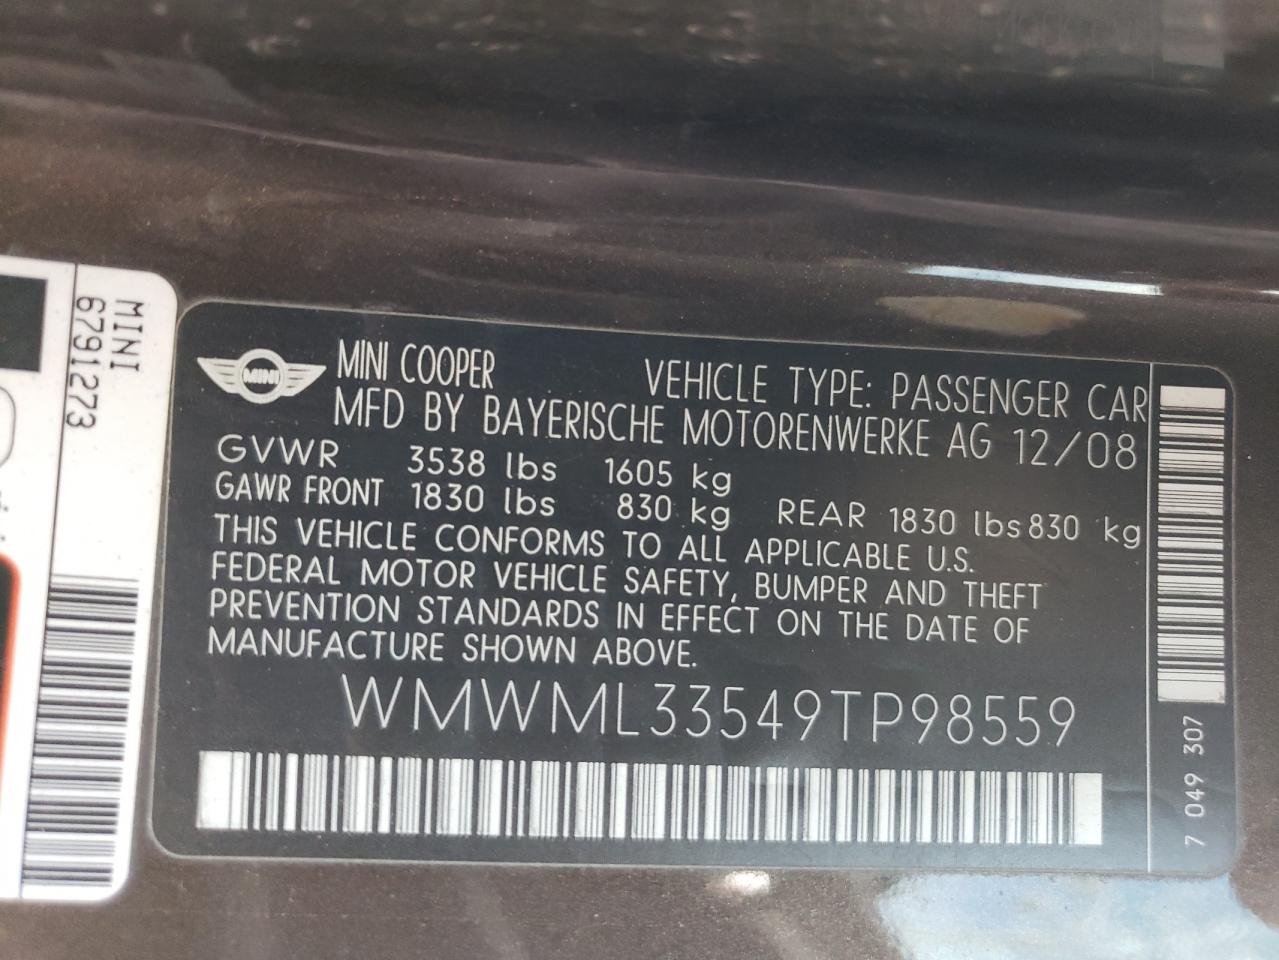 MINI COOPER VEHICLE TYPE: PASSENGER CAR
MFD BY BAYERISCHE MOTORENWERKE AG 12/08
GVWR 3538 lbs 1605 kg
GAWR FRONT 1830 lbs 830 kg REAR 1830 lbs 830 kg
THIS VEHICLE CONFORMS TO ALL APPLICABLE U.S.
FEDERAL MOTOR VEHICLE SAFETY, BUMPER AND THEFT
PREVENTION STANDARDS IN EFFECT ON THE DATE OF
MANUFACTURE SHOWN ABOVE.
WMWML33549TP98559
7 049 307
MINI
MINI
6791273